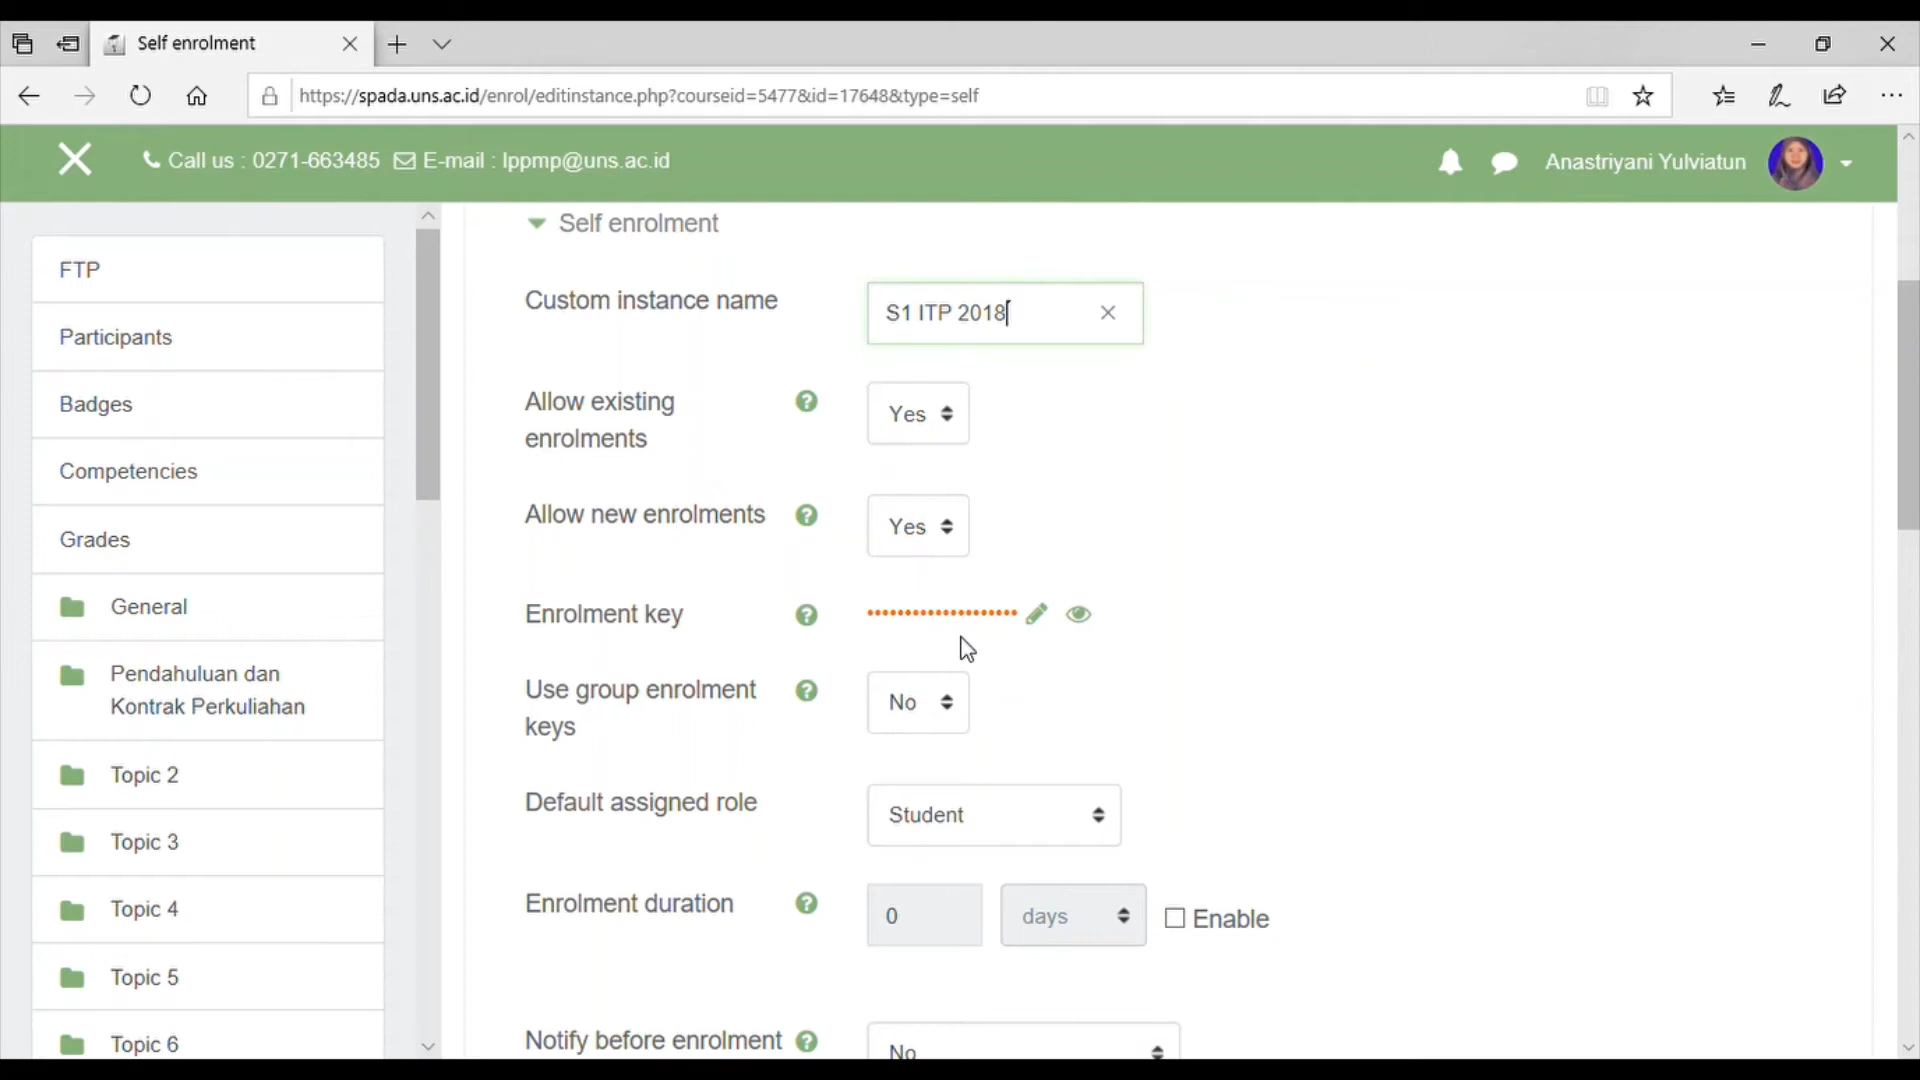 Self enrolment
https://spada.uns.ac.id/enrol/editinstance.php?courseid=5477&id=17648&type=self
Call us : 0271-663485 E-mail : lppmp@uns.ac.id
Anastriyani Yulviatun
FTP
Participants
Badges
Competencies
Grades
General
Pendahuluan dan
Kontrak Perkuliahan
Topic 2
Topic 3
Topic 4
Topic 5
Topic 6
Self enrolment
Custom instance name
S1 ITP 2018
Allow existing
enrolments
Yes
Allow new enrolments
Yes
Enrolment key
Use group enrolment
keys
No
Default assigned role
Student
Enrolment duration
0 days Enable
Notify before enrolment
No